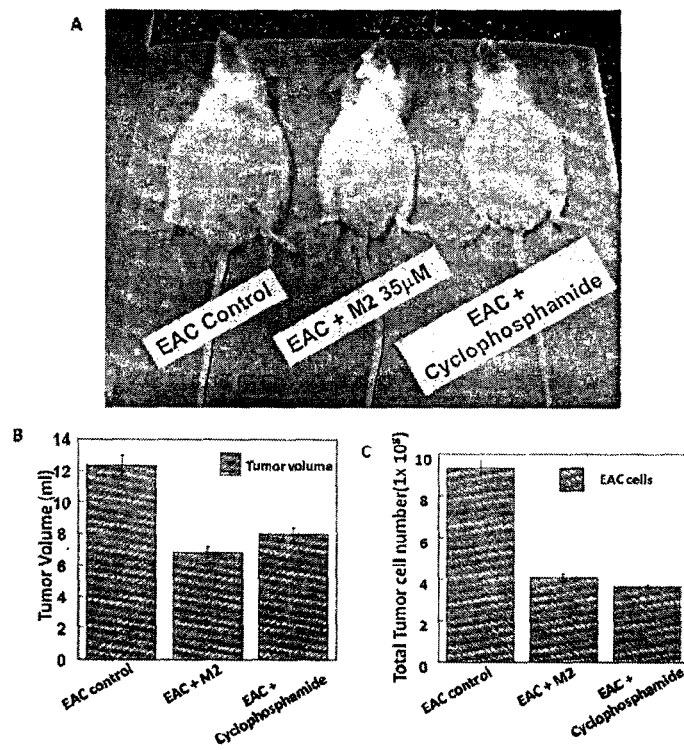 A
EAC Control
EAC + M2 35µM
EAC +
Cyclophosphamide
B
14
12
10
8
6
4
2
0
Tumor Volume (ml)
Tumor volume
EAC control
EAC + M2
EAC +
Cyclophosphamide
C
10
8
6
4
2
0
Total Tumor cell number(1x 10⁸)
EAC cells
EAC control
EAC + M2
EAC +
Cyclophosphamide